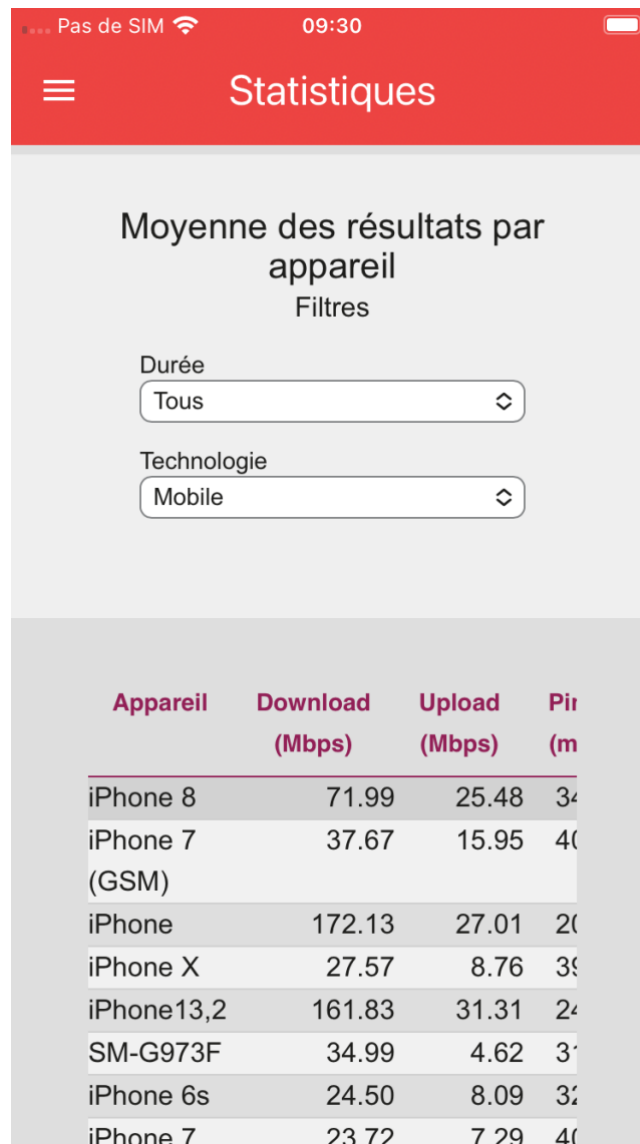 Pas de SIM 09:30
Statistiques
Moyenne des résultats par
appareil
Filtres
Durée
Tous
Technologie
Mobile
Appareil Download Upload
(Mbps) (Mbps)
iPhone 8 71.99 25.48
iPhone 7 37.67 15.95
(GSM)
iPhone 172.13 27.01
iPhone X 27.57 8.76
iPhone13,2 161.83 31.31
SM-G973F 34.99 4.62
iPhone 6s 24.50 8.09
iPhone 7 23.72 7.29